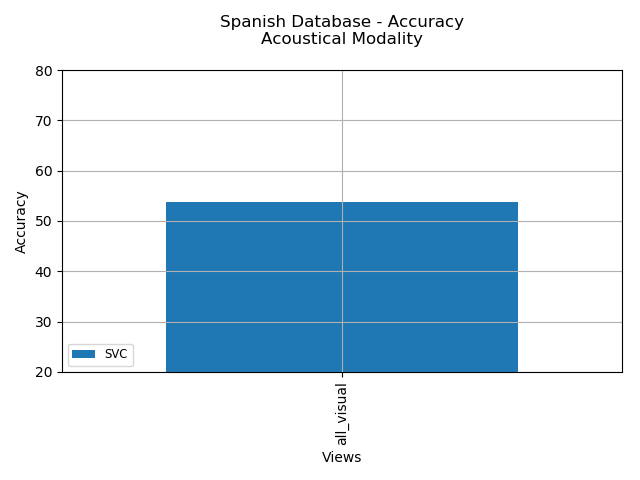 Spanish Database - Accuracy
Acoustical Modality
80
70
60
50
40
30
20
Accuracy
SVC
all_visual
Views